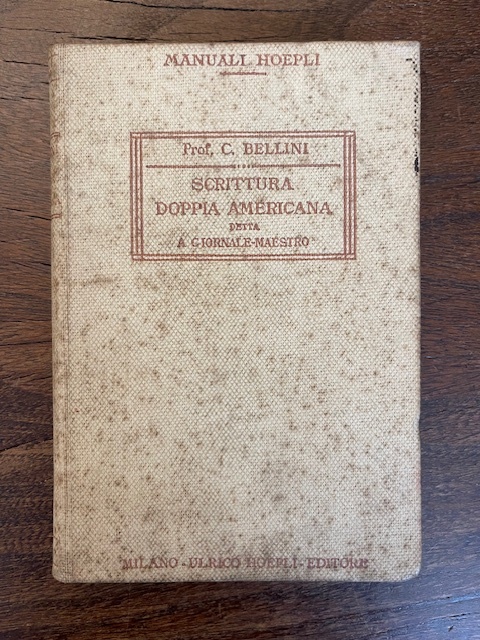 MANUALI HOEPLI
Prof. C. BELLINI
SCRITTURA
DOPPIA AMERICANA
DETTA
A GIORNALE-MAESTRO
MILANO - ULRICO HOEPLI - EDITORE